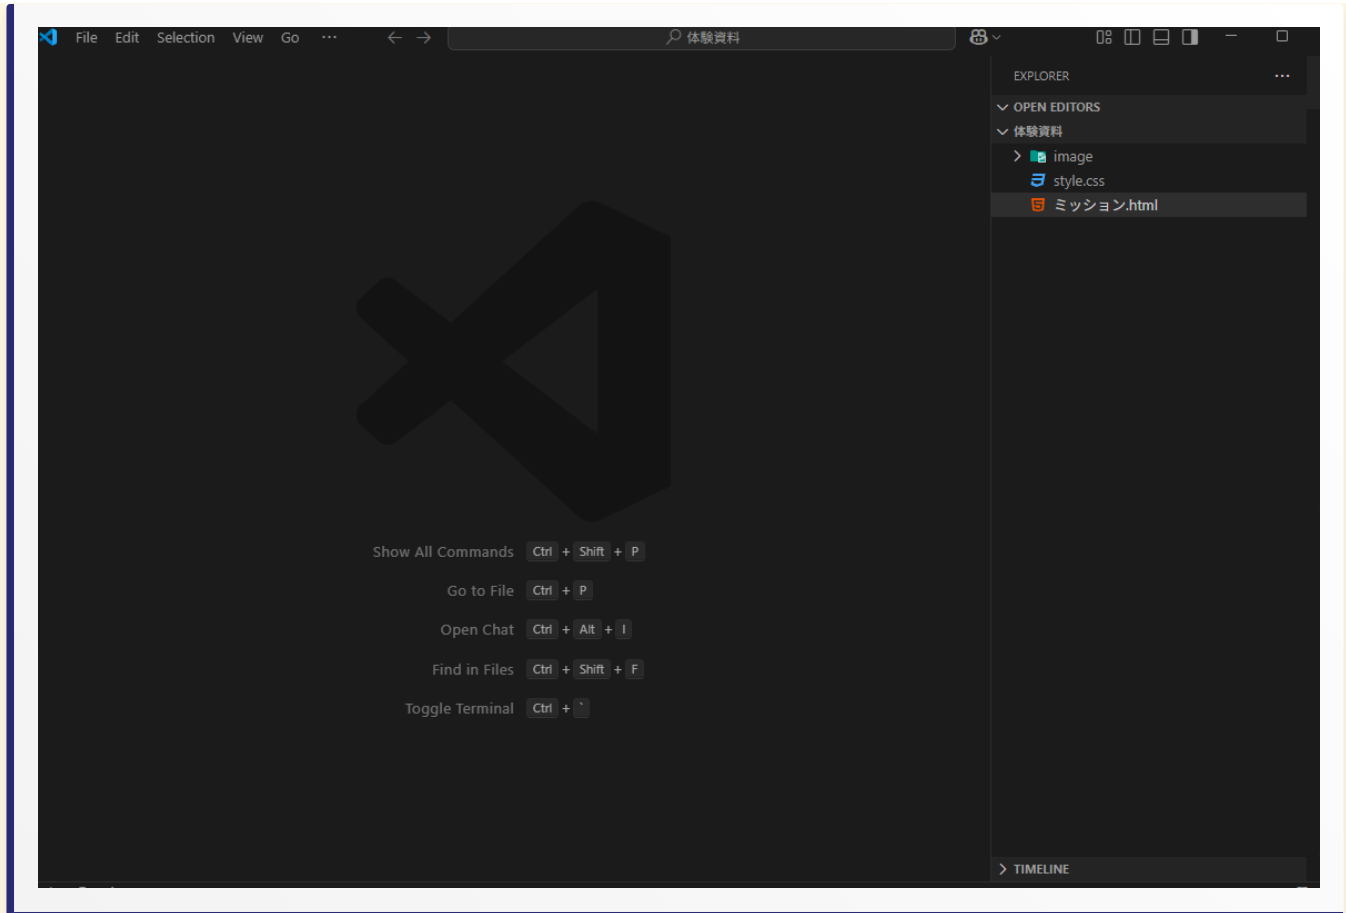 File Edit Selection View Go ··· ← → 体験資料
EXPLORER ···
OPEN EDITORS
体験資料
image
style.css
ミッション.html
Show All Commands Ctrl + Shift + P
Go to File Ctrl + P
Open Chat Ctrl + Alt + I
Find in Files Ctrl + Shift + F
Toggle Terminal Ctrl + `
TIMELINE